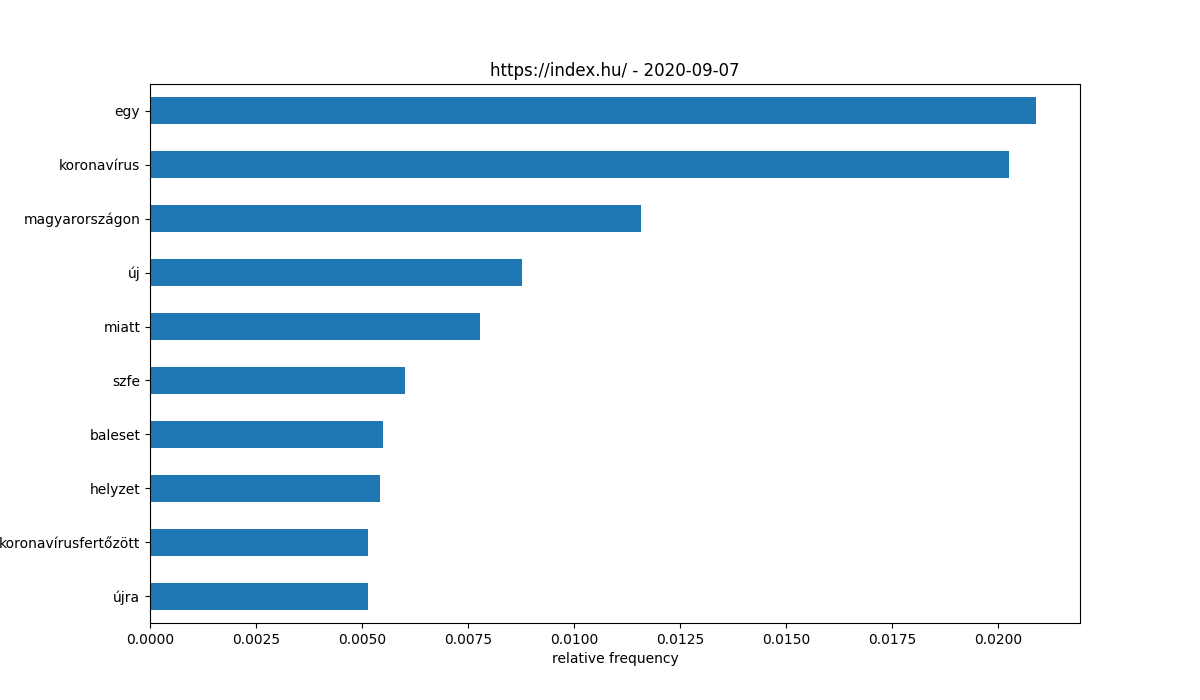 https://index.hu/ - 2020-09-07
egy
koronavírus
magyarországon
új
miatt
szfe
baleset
helyzet
koronavírusfertőzött
újra
0.0000 0.0025 0.0050 0.0075 0.0100 0.0125 0.0150 0.0175 0.0200
relative frequency